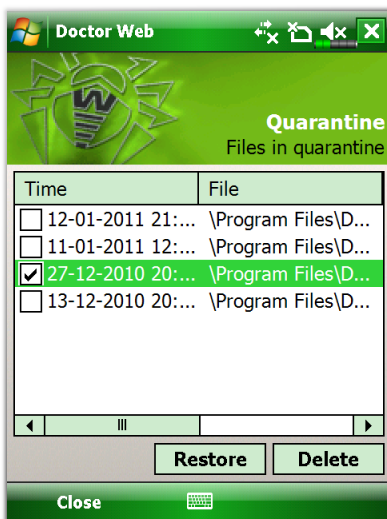 Doctor Web
Quarantine
Files in quarantine
Time File
12-01-2011 21:... \Program Files\D...
11-01-2011 12:... \Program Files\D...
27-12-2010 20:... \Program Files\D...
13-12-2010 20:... \Program Files\D...
Restore Delete
Close